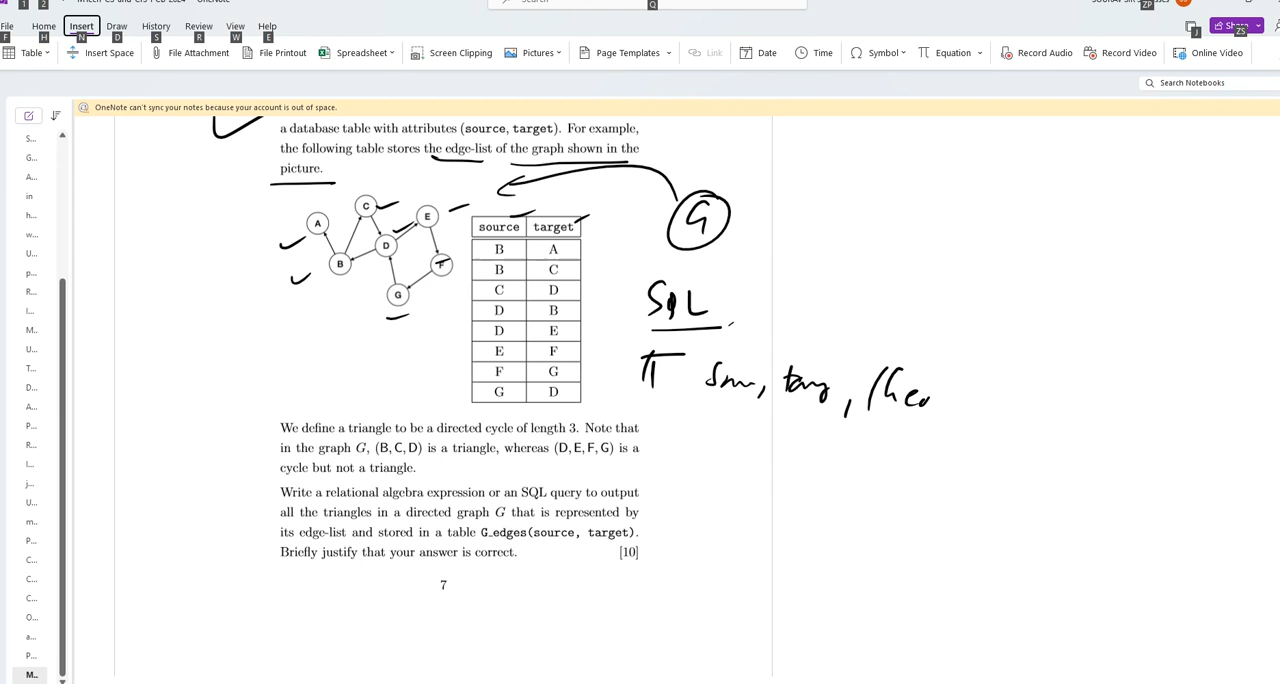 File Home Insert Draw History Review View Help Share
1 2 F H N D S R W E Q ZP J ZS
Table Insert Space File Attachment File Printout Spreadsheet Screen Clipping Pictures Page Templates Link Date Time Symbol Equation Record Audio Record Video Online Video
Search Notebooks
OneNote can't sync your notes because your account is out of space.
S...
G...
A...
in
h...
w...
U...
p...
R...
I...
M..
U...
T...
D...
A...
P...
R...
I....
j...
U...
m..
P...
C...
C...
C...
O...
a...
P...
M..
a database table with attributes (source, target). For example,
the following table stores the edge-list of the graph shown in the
picture.
A C E D B F G
G
source target
B A
B C
C D
D B
D E
E F
F G
G D
SQL
π
We define a triangle to be a directed cycle of length 3. Note that
in the graph G, (B, C, D) is a triangle, whereas (D, E, F, G) is a
cycle but not a triangle.
Write a relational algebra expression or an SQL query to output
all the triangles in a directed graph G that is represented by
its edge-list and stored in a table G_edges(source, target).
Briefly justify that your answer is correct. [10]
7